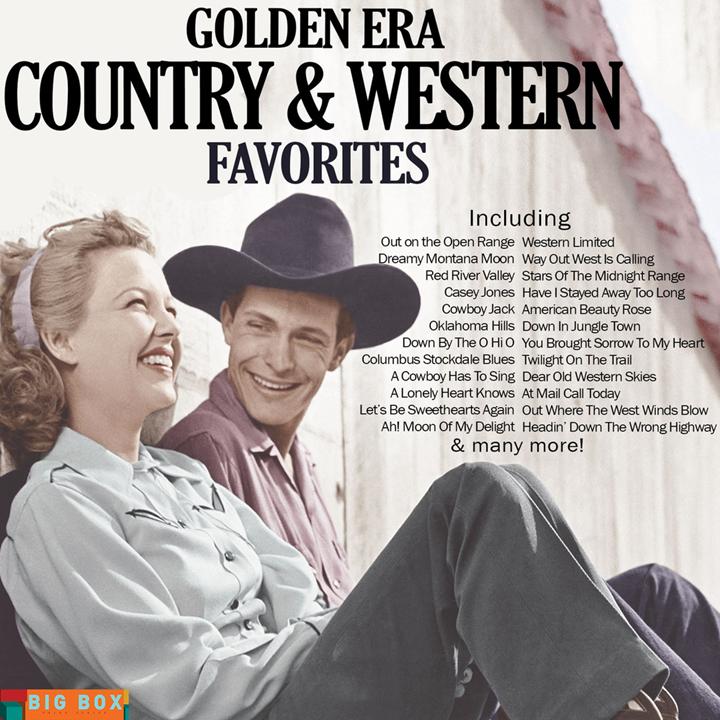 GOLDEN ERA
COUNTRY & WESTERN
FAVORITES
Including
Out on the Open Range Western Limited
Dreamy Montana Moon Way Out West Is Calling
Red River Valley Stars Of The Midnight Range
Casey Jones Have I Stayed Away Too Long
Cowboy Jack American Beauty Rose
Oklahoma Hills Down In Jungle Town
Down By The O Hi O You Brought Sorrow To My Heart
Columbus Stockdale Blues Twilight On The Trail
A Cowboy Has To Sing Dear Old Western Skies
A Lonely Heart Knows At Mail Call Today
Let's Be Sweethearts Again Out Where The West Winds Blow
Ah! Moon Of My Delight Headin' Down The Wrong Highway
& many more!
BIG BOX